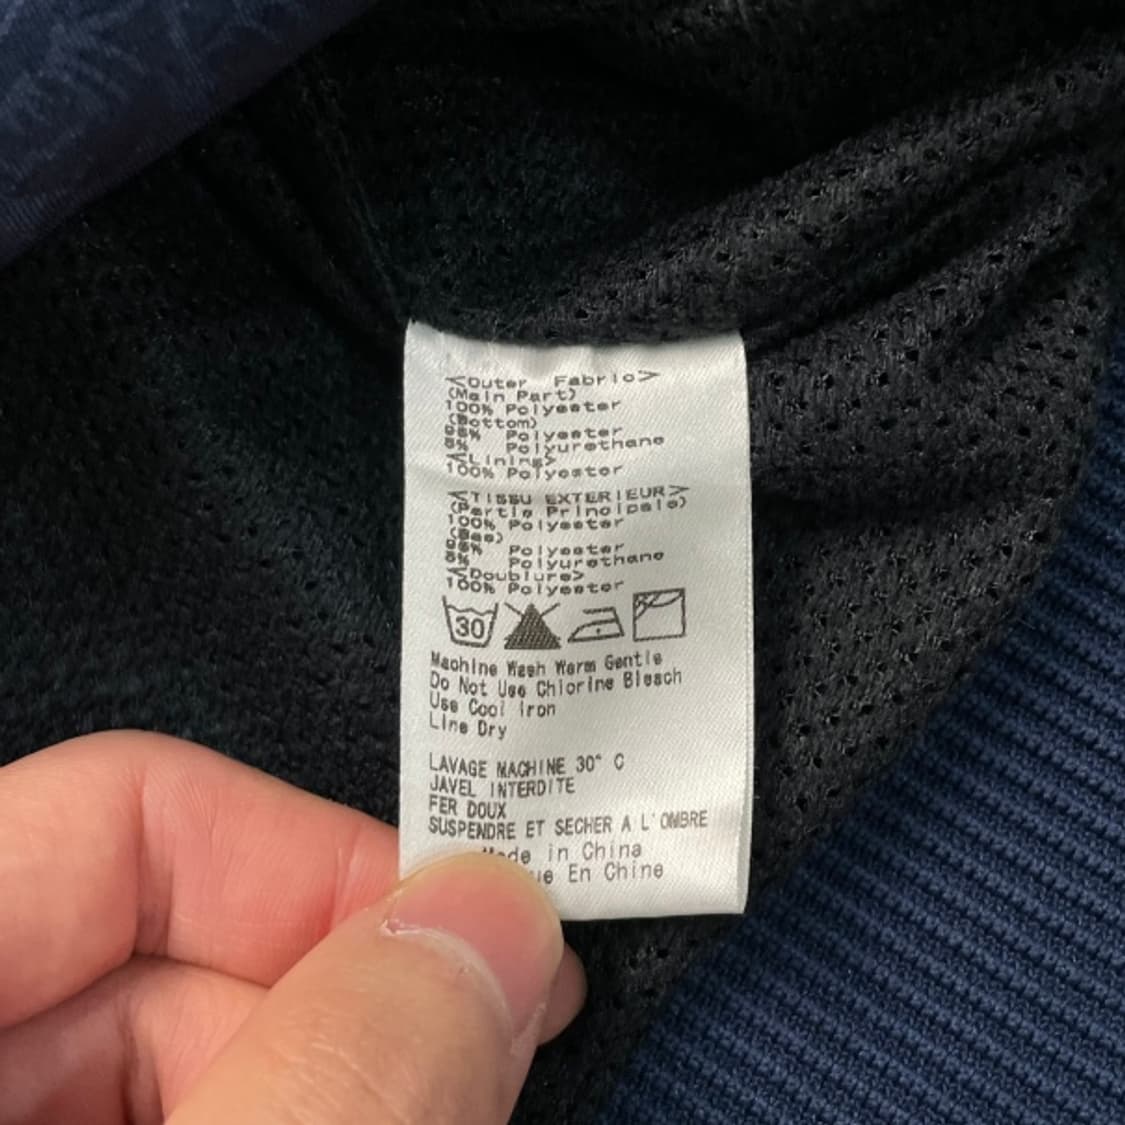 <Outer Fabric>
(Main Part)
100% Polyester
(Bottom)
95% Polyester
5% Polyurethane
<Lining>
100% Polyester
<TISSU EXTERIEUR>
(Partie Principale)
100% Polyester
(Bas)
95% Polyester
5% Polyurethane
<Doublure>
100% Polyester
30
Machine Wash Warm Gentle
Do Not Use Chlorine Bleach
Use Cool Iron
Line Dry
LAVAGE MACHINE 30° C
JAVEL INTERDITE
FER DOUX
SUSPENDRE ET SECHER A L'OMBRE
Made in China
En Chine